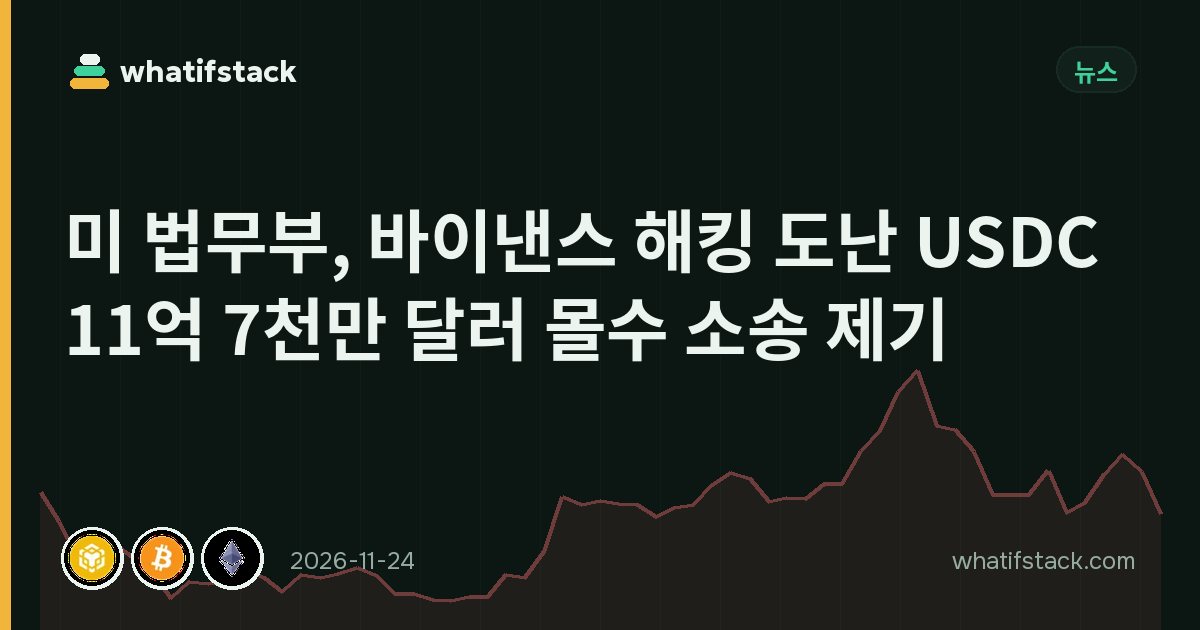 whatifstack
뉴스
미 법무부, 바이낸스 해킹 도난 USDC
11억 7천만 달러 몰수 소송 제기
2026-11-24
whatifstack.com